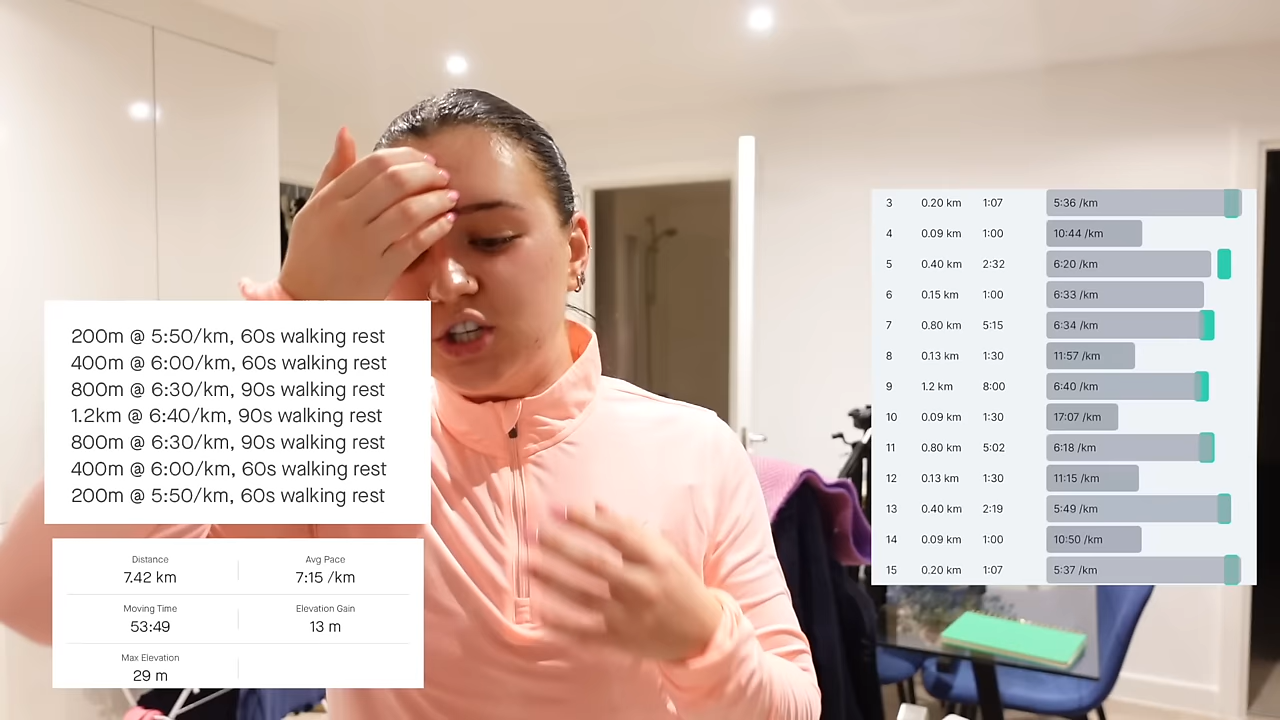 200m @ 5:50/km, 60s walking rest
400m @ 6:00/km, 60s walking rest
800m @ 6:30/km, 90s walking rest
1.2km @ 6:40/km, 90s walking rest
800m @ 6:30/km, 90s walking rest
400m @ 6:00/km, 60s walking rest
200m @ 5:50/km, 60s walking rest
Distance Avg Pace
7.42 km 7:15 /km
Moving Time Elevation Gain
53:49 13 m
Max Elevation
29 m
3 0.20 km 1:07 5:36 /km
4 0.09 km 1:00 10:44 /km
5 0.40 km 2:32 6:20 /km
6 0.15 km 1:00 6:33 /km
7 0.80 km 5:15 6:34 /km
8 0.13 km 1:30 11:57 /km
9 1.2 km 8:00 6:40 /km
10 0.09 km 1:30 17:07 /km
11 0.80 km 5:02 6:18 /km
12 0.13 km 1:30 11:15 /km
13 0.40 km 2:19 5:49 /km
14 0.09 km 1:00 10:50 /km
15 0.20 km 1:07 5:37 /km